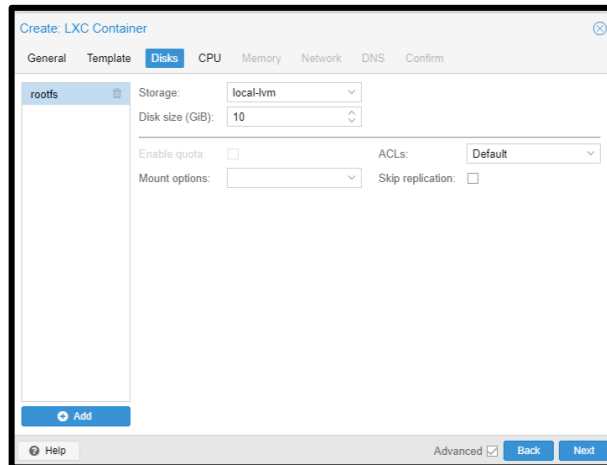 Create: LXC Container
General Template Disks CPU Memory Network DNS Confirm
rootfs
Storage: local-lvm
Disk size (GiB): 10
Enable quota: ACLs: Default
Mount options: Skip replication:
Add
Help Advanced Back Next